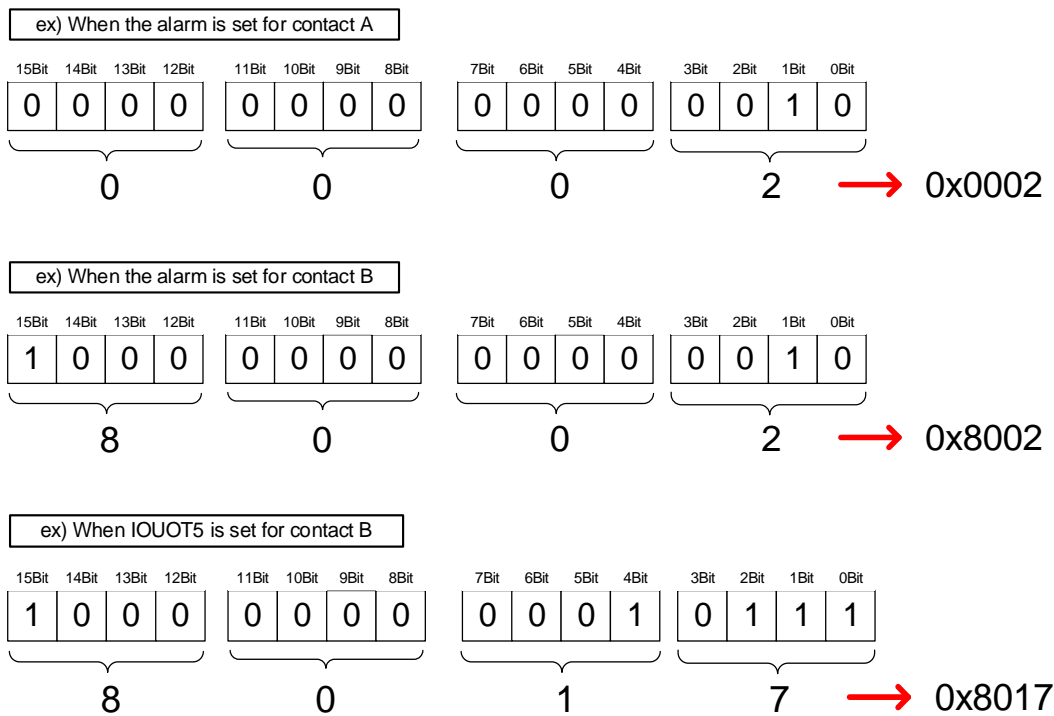 ex) When the alarm is set for contact A
15Bit 14Bit 13Bit 12Bit 11Bit 10Bit 9Bit 8Bit 7Bit 6Bit 5Bit 4Bit 3Bit 2Bit 1Bit 0Bit
0 0 0 0 0 0 0 0 0 0 0 0 0 0 1 0
0 0 0 2 0x0002
ex) When the alarm is set for contact B
15Bit 14Bit 13Bit 12Bit 11Bit 10Bit 9Bit 8Bit 7Bit 6Bit 5Bit 4Bit 3Bit 2Bit 1Bit 0Bit
1 0 0 0 0 0 0 0 0 0 0 0 0 0 1 0
8 0 0 2 0x8002
ex) When IOUOT5 is set for contact B
15Bit 14Bit 13Bit 12Bit 11Bit 10Bit 9Bit 8Bit 7Bit 6Bit 5Bit 4Bit 3Bit 2Bit 1Bit 0Bit
1 0 0 0 0 0 0 0 0 0 0 1 0 1 1 1
8 0 1 7 0x8017